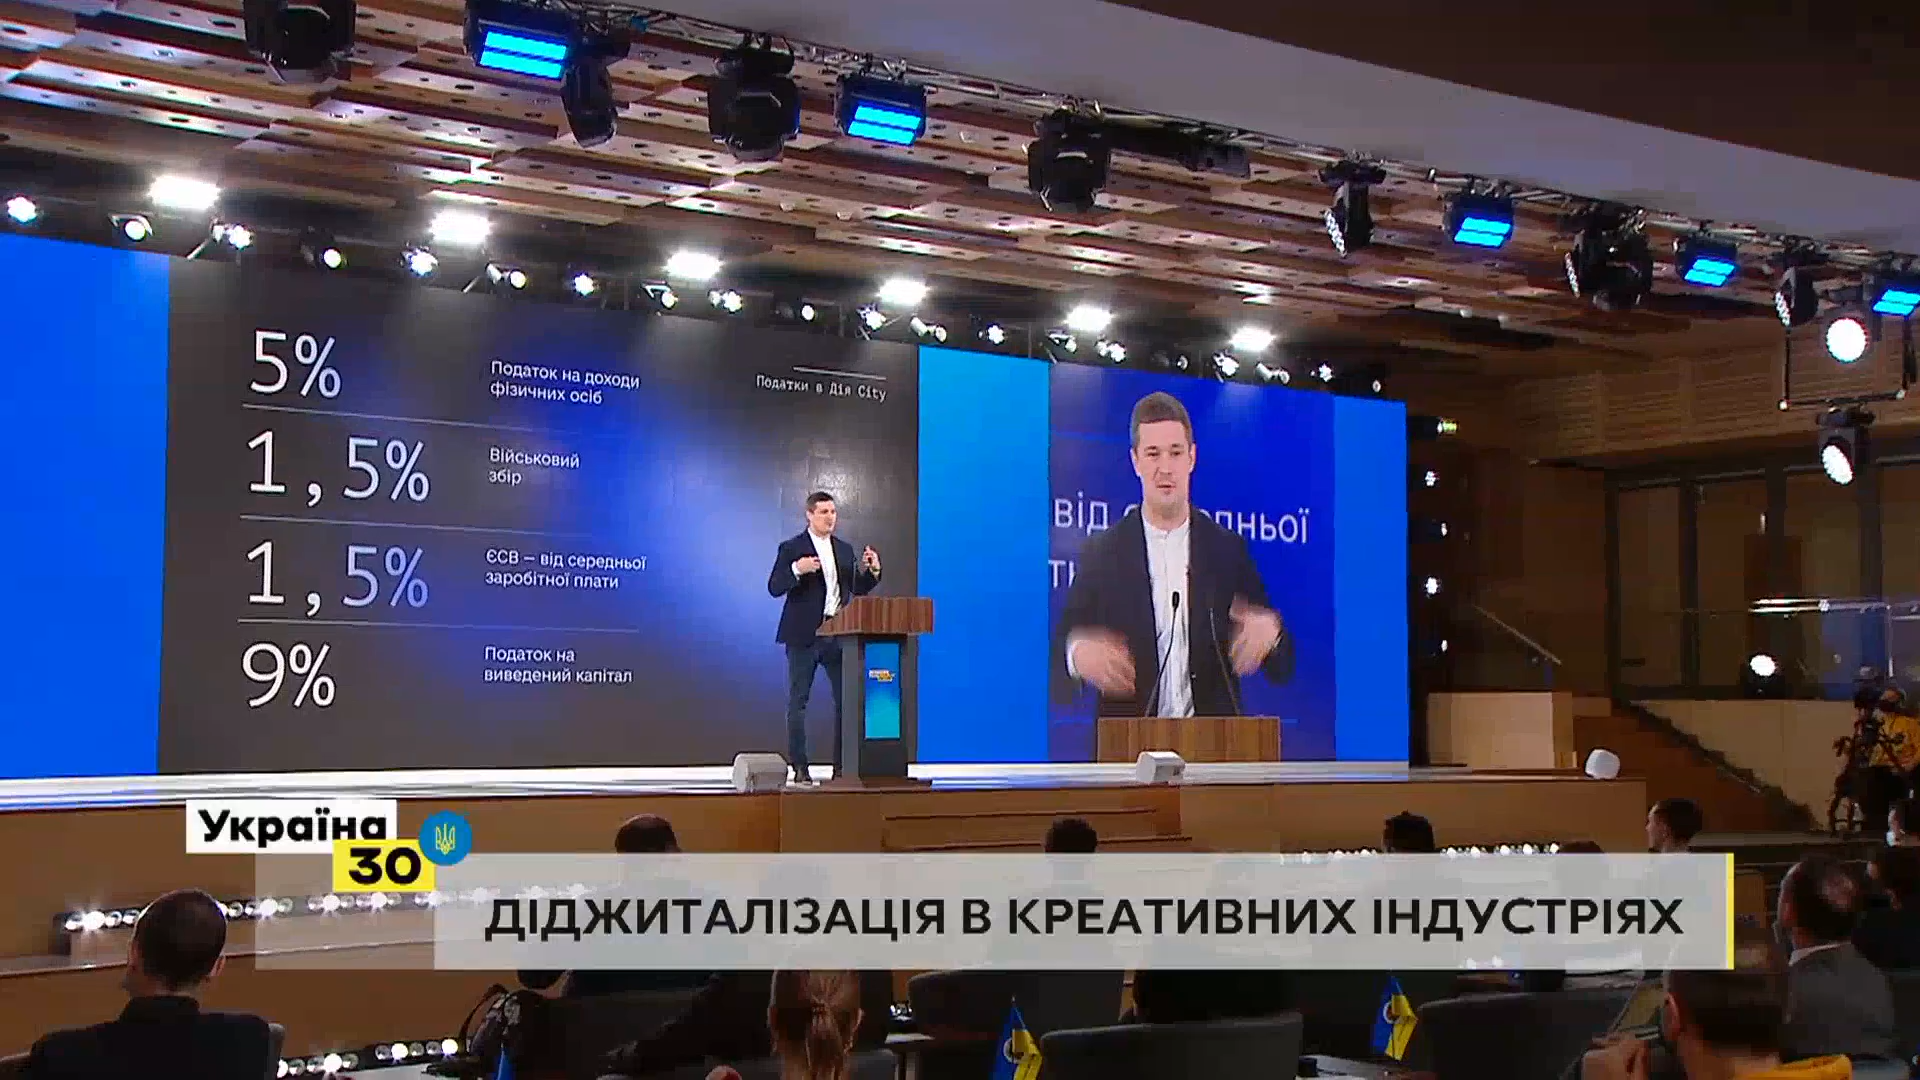 5%
Податок на доходи
фізичних осіб
Податки в Дія City
1,5%
Військовий
збір
1,5%
ЄСВ — від середньої
заробітної плати
9%
Податок на
виведений капітал
від
Україна
30
ДІДЖИТАЛІЗАЦІЯ В КРЕАТИВНИХ ІНДУСТРІЯХ